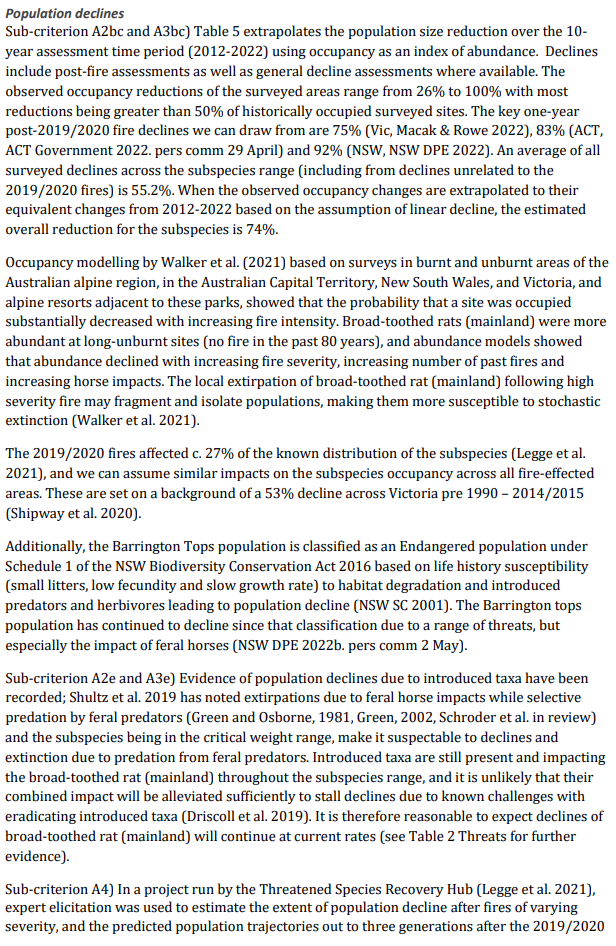 Population declines
Sub-criterion A2bc and A3bc) Table 5 extrapolates the population size reduction over the 10-
year assessment time period (2012-2022) using occupancy as an index of abundance.  Declines
include post-fire assessments as well as general decline assessments where available. The
observed occupancy reductions of the surveyed areas range from 26% to 100% with most
reductions being greater than 50% of historically occupied surveyed sites. The key one-year
post-2019/2020 fire declines we can draw from are 75% (Vic, Macak & Rowe 2022), 83% (ACT,
ACT Government 2022. pers comm 29 April) and 92% (NSW, NSW DPE 2022). An average of all
surveyed declines across the subspecies range (including from declines unrelated to the
2019/2020 fires) is 55.2%. When the observed occupancy changes are extrapolated to their
equivalent changes from 2012-2022 based on the assumption of linear decline, the estimated
overall reduction for the subspecies is 74%.
Occupancy modelling by Walker et al. (2021) based on surveys in burnt and unburnt areas of the
Australian alpine region, in the Australian Capital Territory, New South Wales, and Victoria, and
alpine resorts adjacent to these parks, showed that the probability that a site was occupied
substantially decreased with increasing fire intensity. Broad-toothed rats (mainland) were more
abundant at long-unburnt sites (no fire in the past 80 years), and abundance models showed
that abundance declined with increasing fire severity, increasing number of past fires and
increasing horse impacts. The local extirpation of broad-toothed rat (mainland) following high
severity fire may fragment and isolate populations, making them more susceptible to stochastic
extinction (Walker et al. 2021).
The 2019/2020 fires affected c. 27% of the known distribution of the subspecies (Legge et al.
2021), and we can assume similar impacts on the subspecies occupancy across all fire-effected
areas. These are set on a background of a 53% decline across Victoria pre 1990 – 2014/2015
(Shipway et al. 2020).
Additionally, the Barrington Tops population is classified as an Endangered population under
Schedule 1 of the NSW Biodiversity Conservation Act 2016 based on life history susceptibility
(small litters, low fecundity and slow growth rate) to habitat degradation and introduced
predators and herbivores leading to population decline (NSW SC 2001). The Barrington tops
population has continued to decline since that classification due to a range of threats, but
especially the impact of feral horses (NSW DPE 2022b. pers comm 2 May).
Sub-criterion A2e and A3e) Evidence of population declines due to introduced taxa have been
recorded; Shultz et al. 2019 has noted extirpations due to feral horse impacts while selective
predation by feral predators (Green and Osborne, 1981, Green, 2002, Schroder et al. in review)
and the subspecies being in the critical weight range, make it suspectable to declines and
extinction due to predation from feral predators. Introduced taxa are still present and impacting
the broad-toothed rat (mainland) throughout the subspecies range, and it is unlikely that their
combined impact will be alleviated sufficiently to stall declines due to known challenges with
eradicating introduced taxa (Driscoll et al. 2019). It is therefore reasonable to expect declines of
broad-toothed rat (mainland) will continue at current rates (see Table 2 Threats for further
evidence).
Sub-criterion A4) In a project run by the Threatened Species Recovery Hub (Legge et al. 2021),
expert elicitation was used to estimate the extent of population decline after fires of varying
severity, and the predicted population trajectories out to three generations after the 2019/2020